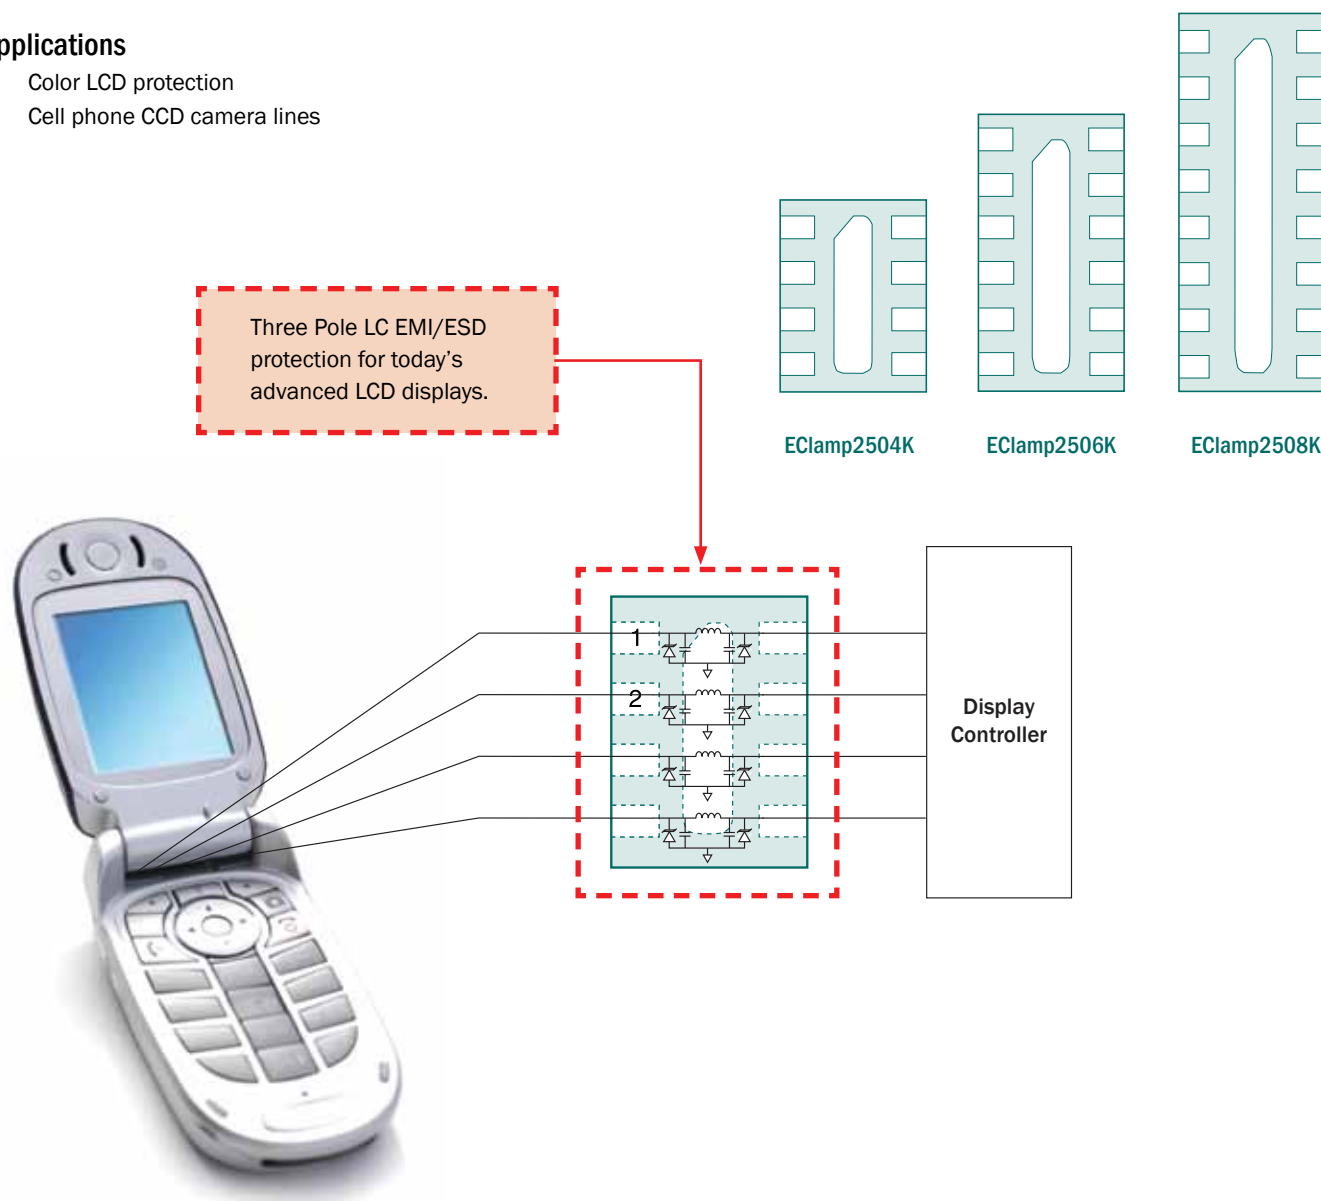 pplications
Color LCD protection
Cell phone CCD camera lines
Three Pole LC EMI/ESD
protection for today's
advanced LCD displays.
EClamp2504K
EClamp2506K
EClamp2508K
1
2
Display
Controller